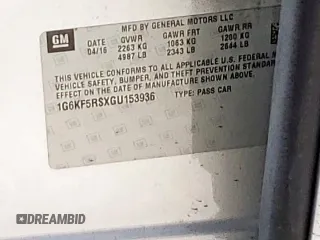 MFD BY GENERAL MOTORS LLC
GM GVWR GAWR FRT GAWR RR
04/16 2263 KG 1063 KG 1200 KG
4987 LB 2343 LB 2644 LB
THIS VEHICLE CONFORMS TO ALL APPLICABLE U.S. FEDERAL MOTOR
VEHICLE SAFETY, BUMPER, AND THEFT PREVENTION STANDARDS
EFFECT ON THE DATE OF MANUFACTURE SHOWN ABOVE.
1G6KF5RSXGU153936 TYPE: PASS CAR
DREAMBID